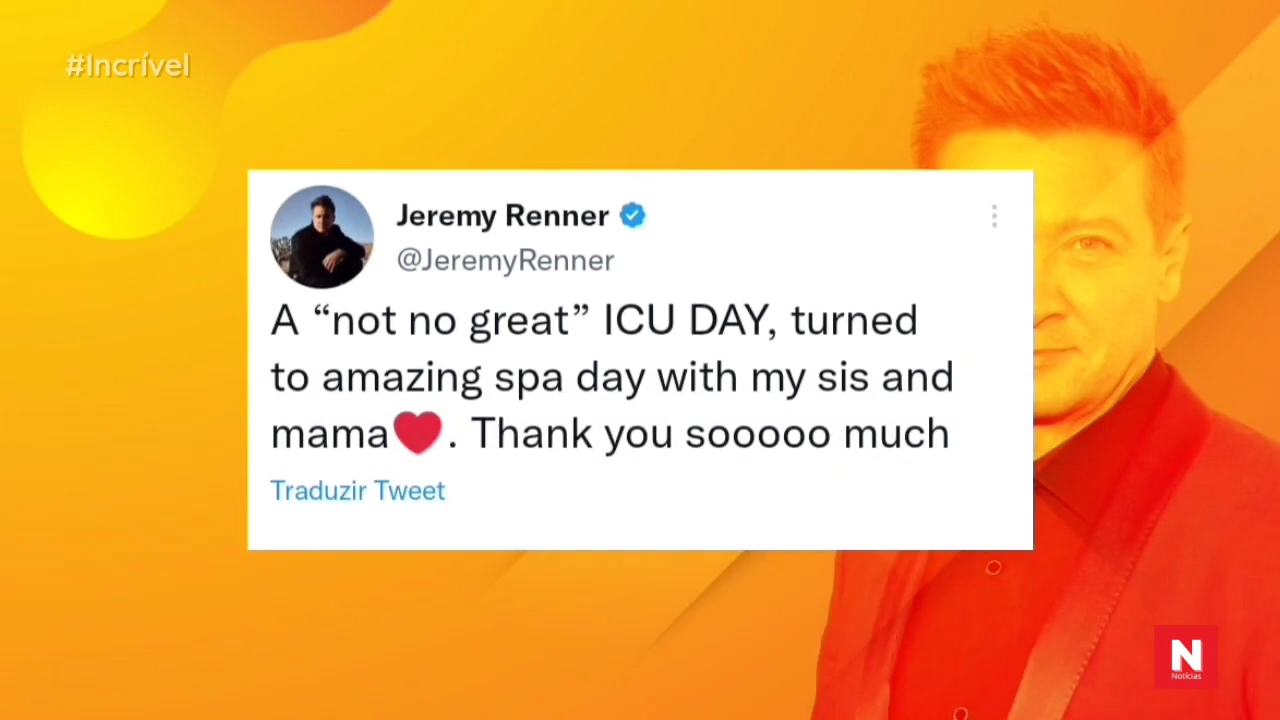 #Incrível
Jeremy Renner
@JeremyRenner
A “not no great” ICU DAY, turned
to amazing spa day with my sis and
mama❤. Thank you sooooo much
Traduzir Tweet
N
Notícias